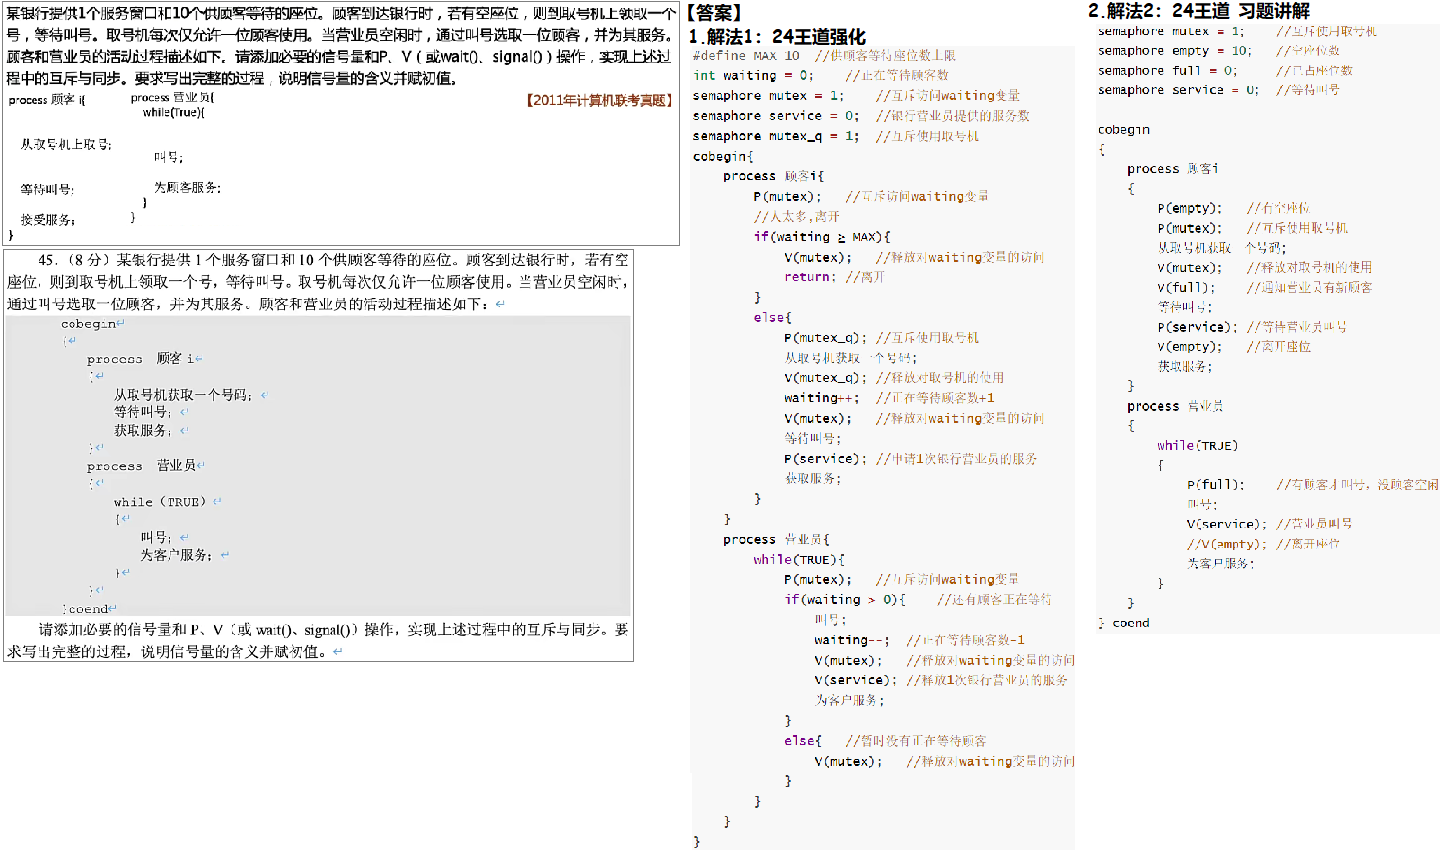 某银行提供1个服务窗口和10个供顾客等待的座位。顾客到达银行时，若有空座位，则到取号机上领取一个
号，等待叫号。取号机每次仅允许一位顾客使用。当营业员空闲时，通过叫号选取一位顾客，并为其服务。
顾客和营业员的活动过程描述如下。请添加必要的信号量和P、V（或wait()、signal()）操作，实现上述过
程中的互斥与同步。要求写出完整的过程，说明信号量的含义并赋初值。
【2011年计算机联考真题】
process 顾客 i{
从取号机上取号;
等待叫号;
接受服务;
}
process 营业员{
while(True){
叫号;
为顾客服务;
}
}
45.（8 分）某银行提供 1 个服务窗口和 10 个供顾客等待的座位。顾客到达银行时，若有空
座位，则到取号机上领取一个号，等待叫号。取号机每次仅允许一位顾客使用。当营业员空闲时，
通过叫号选取一位顾客，并为其服务。顾客和营业员的活动过程描述如下：↵
cobegin↵
{↵
process 顾客 i↵
{↵
从取号机获取一个号码; ↵
等待叫号; ↵
获取服务; ↵
}↵
process 营业员↵
{↵
while（TRUE）↵
{↵
叫号; ↵
为客户服务; ↵
}↵
}↵
}coend↵
请添加必要的信号量和 P、V（或 wait()、signal()）操作，实现上述过程中的互斥与同步。要
求写出完整的过程，说明信号量的含义并赋初值。↵
【答案】
1.解法1：24王道强化
#define MAX 10 //供顾客等待座位数上限
int waiting = 0; //正在等待顾客数
semaphore mutex = 1; //互斥访问waiting变量
semaphore service = 0; //银行营业员提供的服务数
semaphore mutex_q = 1; //互斥使用取号机
cobegin{
process 顾客i{
P(mutex); //互斥访问waiting变量
//人太多,离开
if(waiting ≥ MAX){
V(mutex); //释放对waiting变量的访问
return; //离开
}
else{
P(mutex_q); //互斥使用取号机
从取号机获取一个号码;
V(mutex_q); //释放对取号机的使用
waiting++; //正在等待顾客数+1
V(mutex); //释放对waiting变量的访问
等待叫号;
P(service); //申请1次银行营业员的服务
获取服务;
}
}
process 营业员{
while(TRUE){
P(mutex); //互斥访问waiting变量
if(waiting > 0){ //还有顾客正在等待
叫号;
waiting--; //正在等待顾客数-1
V(mutex); //释放对waiting变量的访问
V(service); //释放1次银行营业员的服务
为客户服务;
}
else{ //暂时没有正在等待顾客
V(mutex); //释放对waiting变量的访问
}
}
}
}
2.解法2：24王道 习题讲解
semaphore mutex = 1; //互斥使用取号机
semaphore empty = 10; //空座位数
semaphore full = 0; //已占座位数
semaphore service = 0; //等待叫号
cobegin
{
process 顾客i
{
P(empty); //有空座位
P(mutex); //互斥使用取号机
从取号机获取一个号码;
V(mutex); //释放对取号机的使用
V(full); //通知营业员有新顾客
等待叫号;
P(service); //等待营业员叫号
V(empty); //离开座位
获取服务;
}
process 营业员
{
while(TRUE)
{
P(full); //有顾客才叫号，没顾客空闲
叫号;
V(service); //营业员叫号
//V(empty); //离开座位
为客户服务;
}
}
} coend